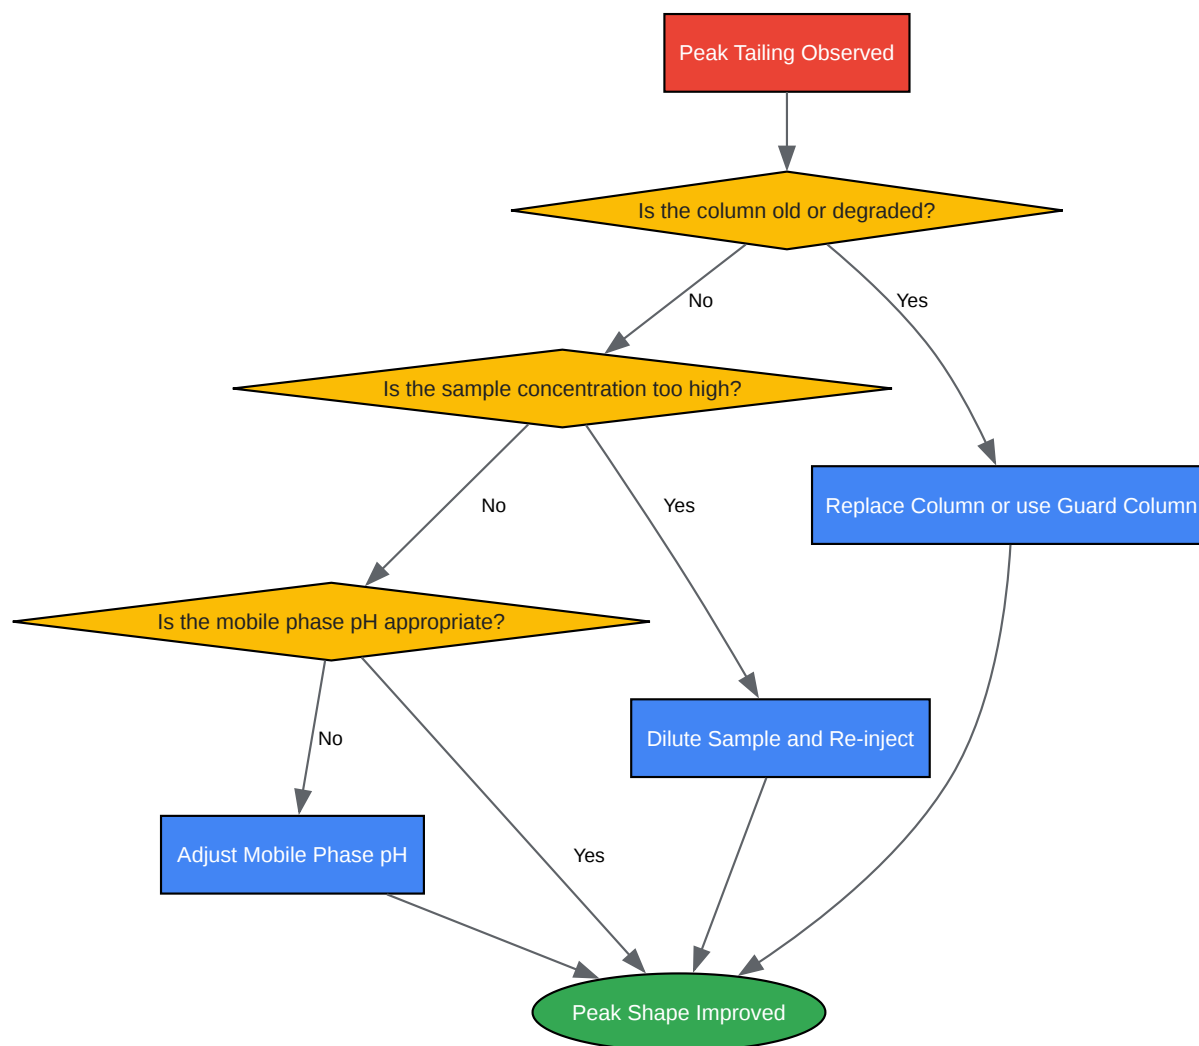 Peak Tailing Observed
Is the column old or degraded?
No
Yes
Is the sample concentration too high?
No
Yes
Replace Column or use Guard Column
Is the mobile phase pH appropriate?
No
Dilute Sample and Re-inject
Adjust Mobile Phase pH
Yes
Peak Shape Improved